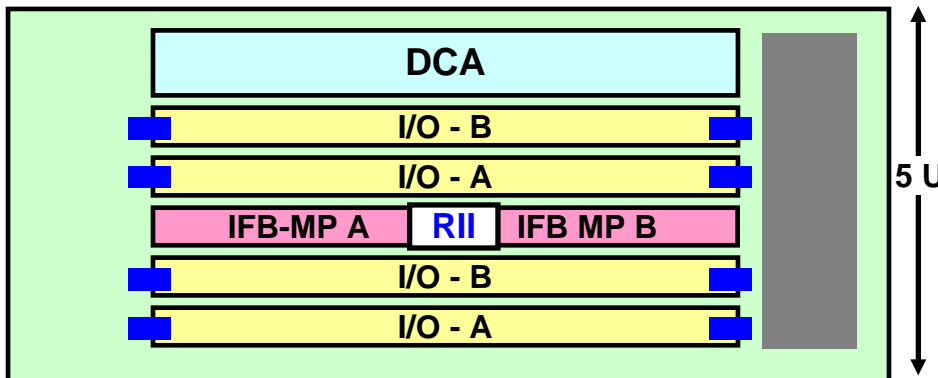 DCA
I/O - B
I/O - A
5 U
IFB-MP A RII IFB MP B
I/O - B
I/O - A